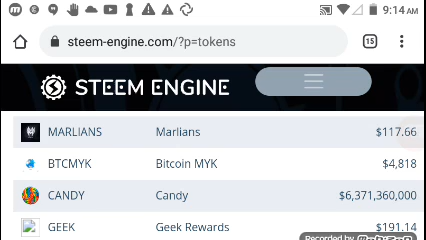 9:14 AM
steem-engine.com/?p=tokens
15
STEEM ENGINE
MARLIANS Marlians $117.66
BTCMYK Bitcoin MYK $4,818
CANDY Candy $6,371,360,000
GEEK Geek Rewards $191.14
Recorded by